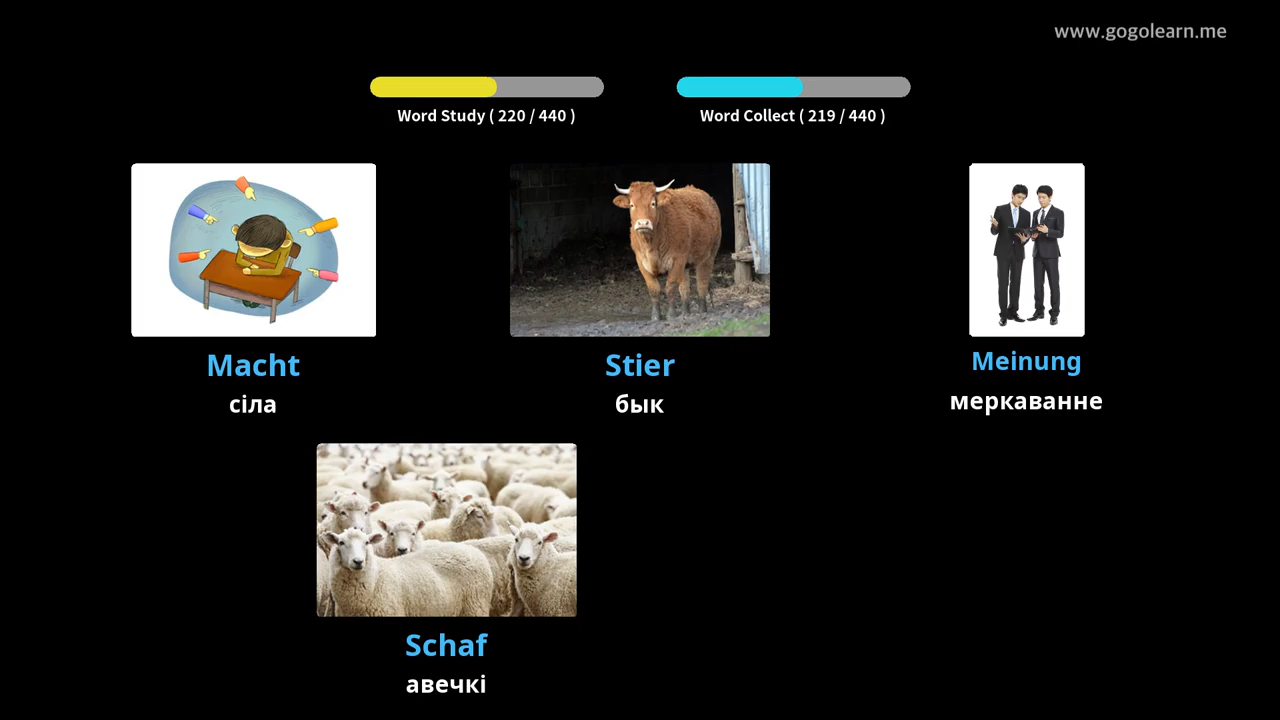 www.gogolearn.me
Word Study ( 220 / 440 )
Word Collect ( 219 / 440 )
Macht
сіла
Stier
бык
Meinung
меркаванне
Schaf
авечкі